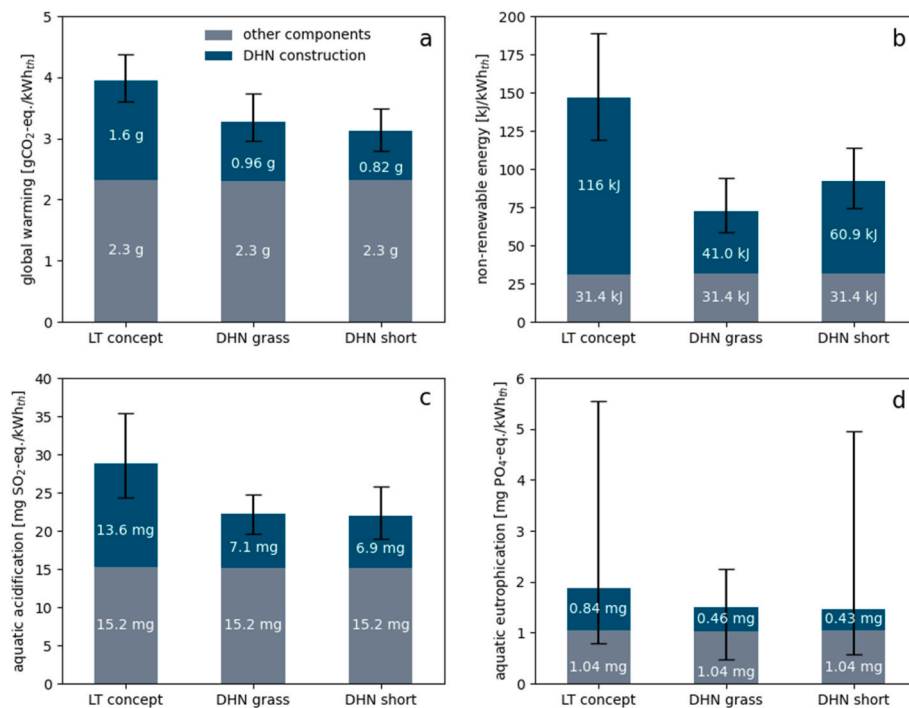 a
other components
DHN construction
global warming [gCO₂-eq./kWhₜₕ]
5
4
3
2
1
0
1.6 g
0.96 g
0.82 g
2.3 g
2.3 g
2.3 g
LT concept
DHN grass
DHN short
b
non-renewable energy [kJ/kWhₜₕ]
200
175
150
125
100
75
50
25
0
116 kJ
41.0 kJ
60.9 kJ
31.4 kJ
31.4 kJ
31.4 kJ
LT concept
DHN grass
DHN short
c
aquatic acidification [mg SO₂-eq./kWhₜₕ]
40
35
30
25
20
15
10
5
0
13.6 mg
7.1 mg
6.9 mg
15.2 mg
15.2 mg
15.2 mg
LT concept
DHN grass
DHN short
d
aquatic eutrophication [mg PO₄-eq./kWhₜₕ]
6
5
4
3
2
1
0
0.84 mg
0.46 mg
0.43 mg
1.04 mg
1.04 mg
1.04 mg
LT concept
DHN grass
DHN short